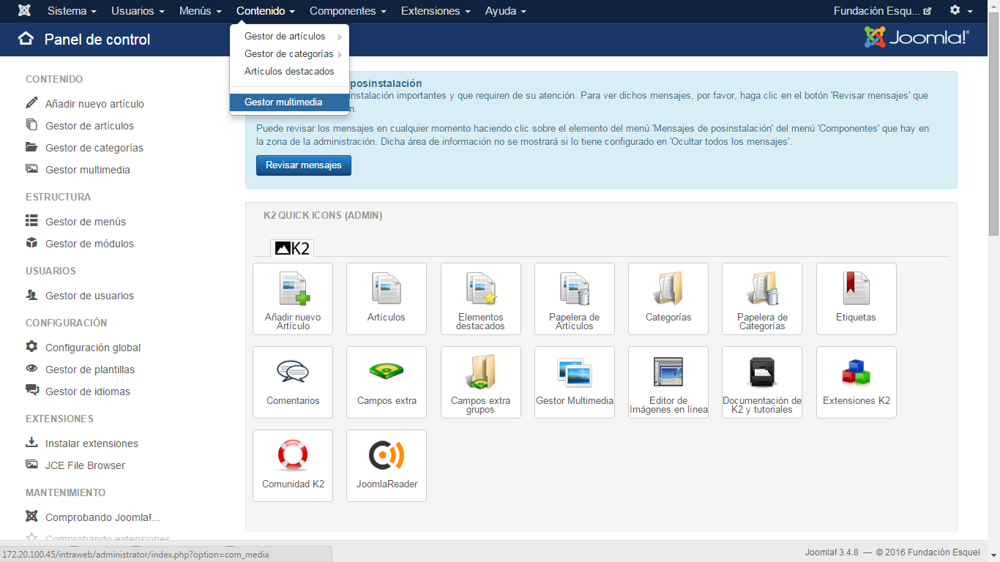 Sistema Usuarios Menús Contenido Componentes Extensiones Ayuda Fundación Esqu...
Panel de control Joomla!®
Gestor de artículos
Gestor de categorías
Artículos destacados
Gestor multimedia
CONTENIDO
Añadir nuevo artículo
Gestor de artículos
Gestor de categorías
Gestor multimedia
ESTRUCTURA
Gestor de menús
Gestor de módulos
USUARIOS
Gestor de usuarios
CONFIGURACIÓN
Configuración global
Gestor de plantillas
Gestor de idiomas
EXTENSIONES
Instalar extensiones
JCE File Browser
MANTENIMIENTO
Comprobando Joomla!...
Comprobando extensiones
posinstalación
instalación importantes y que requiren de su atención. Para ver dichos mensajes, por favor, haga clic en el botón 'Revisar mensajes' que
n.
Puede revisar los mensajes en cualquier momento haciendo clic sobre el elemento del menú 'Mensajes de posinstalación' del menú 'Componentes' que hay en
la zona de la administración. Dicha área de información no se mostrará si lo tiene configurado en 'Ocultar todos los mensajes'.
Revisar mensajes
K2 QUICK ICONS (ADMIN)
K2
Añadir nuevo
Artículo
Artículos
Elementos
destacados
Papelera de
Artículos
Categorías
Papelera de
Categorías
Etiquetas
Comentarios
Campos extra
Campos extra
grupos
Gestor Multimedia
Editor de
Imágenes en línea
Documentación de
K2 y tutoriales
Extensiones K2
Comunidad K2
JoomlaReader
172.20.100.45/intraweb/administrator/index.php?option=com_media
Joomla! 3.4.8 — © 2016 Fundación Esquel